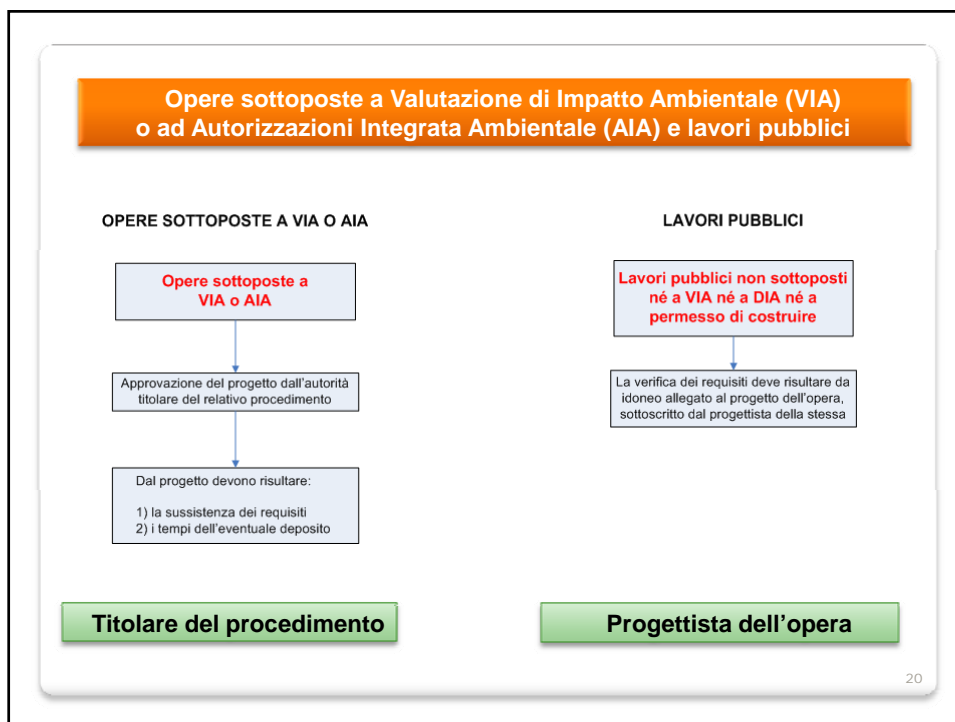 Opere sottoposte a Valutazione di Impatto Ambientale (VIA)
o ad Autorizzazioni Integrata Ambientale (AIA) e lavori pubblici
OPERE SOTTOPOSTE A VIA O AIA
Opere sottoposte a
VIA o AIA
Approvazione del progetto dall'autorità
titolare del relativo procedimento
Dal progetto devono risultare:
1) la sussistenza dei requisiti
2) i tempi dell'eventuale deposito
Titolare del procedimento
LAVORI PUBBLICI
Lavori pubblici non sottoposti
né a VIA né a DIA né a
permesso di costruire
La verifica dei requisiti deve risultare da
idoneo allegato al progetto dell'opera,
sottoscritto dal progettista della stessa
Progettista dell'opera
20